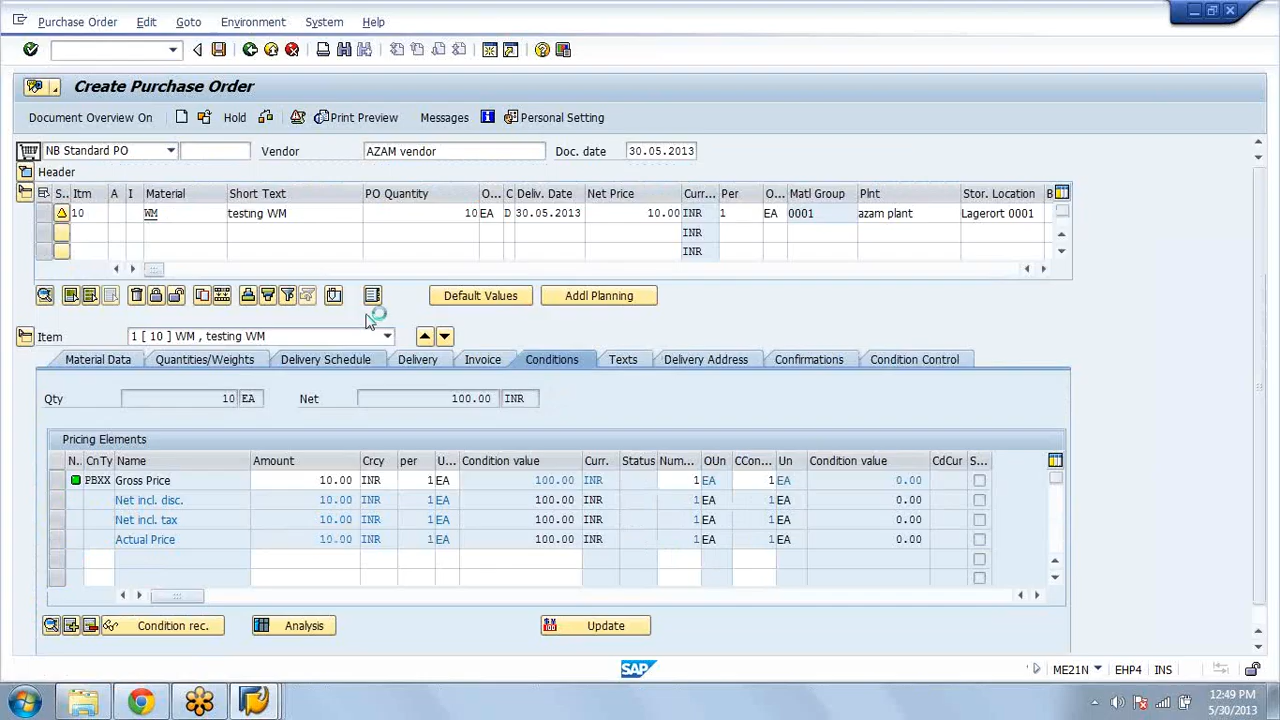 Purchase Order Edit Goto Environment System Help
Create Purchase Order
Document Overview On Hold Print Preview Messages Personal Setting
NB Standard PO Vendor AZAM vendor Doc. date 30.05.2013
Header
S.. Itm A I Material Short Text PO Quantity O... C Deliv. Date Net Price Curr... Per O... Matl Group Plnt Stor. Location B
10 WM testing WM 10 EA D 30.05.2013 10.00 INR 1 EA 0001 azam plant Lagerort 0001
INR
INR
Default Values Addl Planning
Item 1 [ 10 ] WM , testing WM
Material Data Quantities/Weights Delivery Schedule Delivery Invoice Conditions Texts Delivery Address Confirmations Condition Control
Qty 10 EA Net 100.00 INR
Pricing Elements
N.. CnTy Name Amount Crcy per U... Condition value Curr. Status Num... OUn CCon... Un Condition value CdCur S...
PBXX Gross Price 10.00 INR 1 EA 100.00 INR 1 EA 1 EA 0.00
Net incl. disc. 10.00 INR 1 EA 100.00 INR 1 EA 1 EA 0.00
Net incl. tax 10.00 INR 1 EA 100.00 INR 1 EA 1 EA 0.00
Actual Price 10.00 INR 1 EA 100.00 INR 1 EA 1 EA 0.00
Condition rec. Analysis Update
SAP ME21N EHP4 INS
12:49 PM
5/30/2013